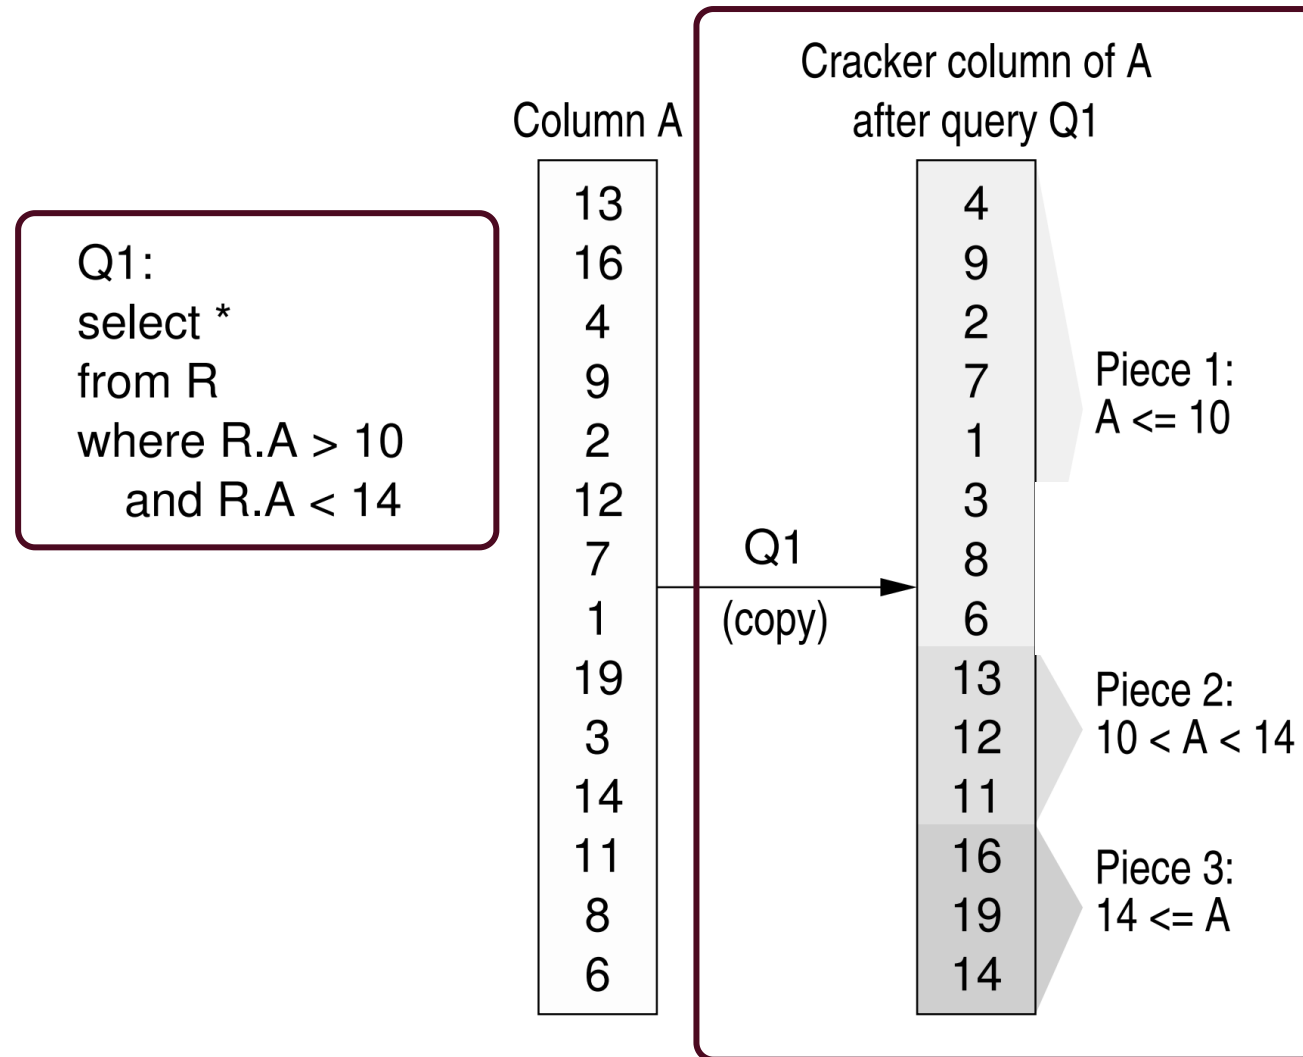 Q1:
select *
from R
where R.A > 10
and R.A < 14
Column A
13
16
4
9
2
12
7
1
19
3
14
11
8
6
Q1
(copy)
Cracker column of A
after query Q1
4
9
2
7
1
3
8
6
13
12
11
16
19
14
Piece 1:
A <= 10
Piece 2:
10 < A < 14
Piece 3:
14 <= A